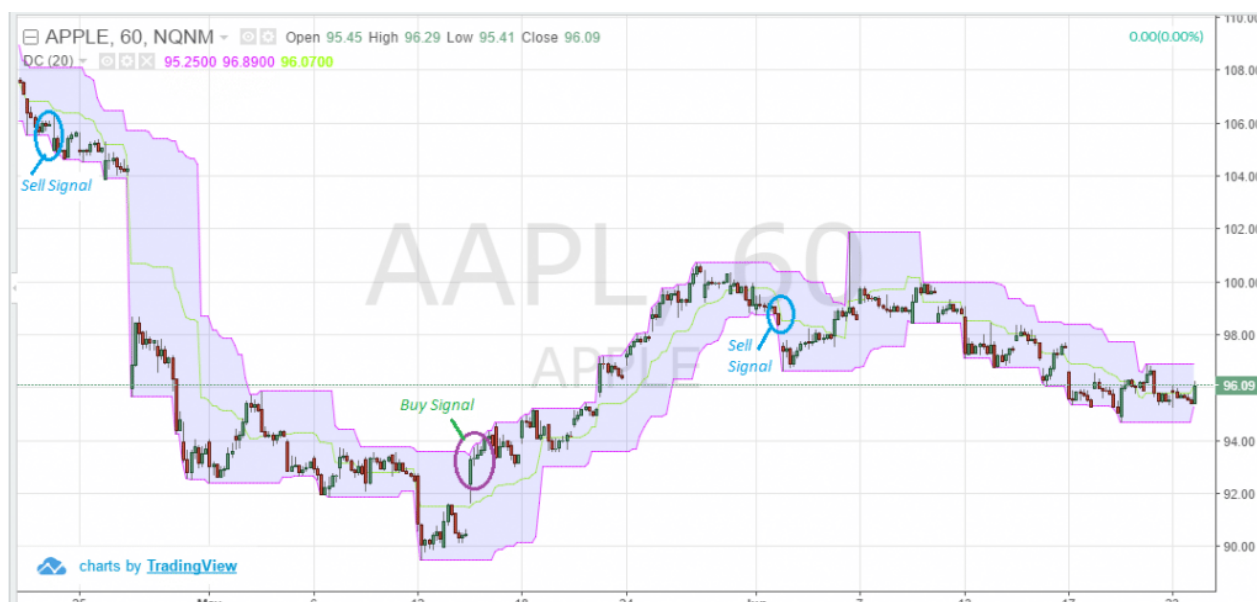 APPLE, 60, NQNM Open 95.45 High 96.29 Low 95.41 Close 96.09
0.00(0.00%)
DC (20) 95.2500 96.8900 96.0700
110.00
108.00
106.00
104.00
102.00
100.00
98.00
96.09
94.00
92.00
90.00
AAPL, 60
APPLE
Sell Signal
Buy Signal
Sell
Signal
charts by TradingView
25
May
6
18
Jun
7
13
17